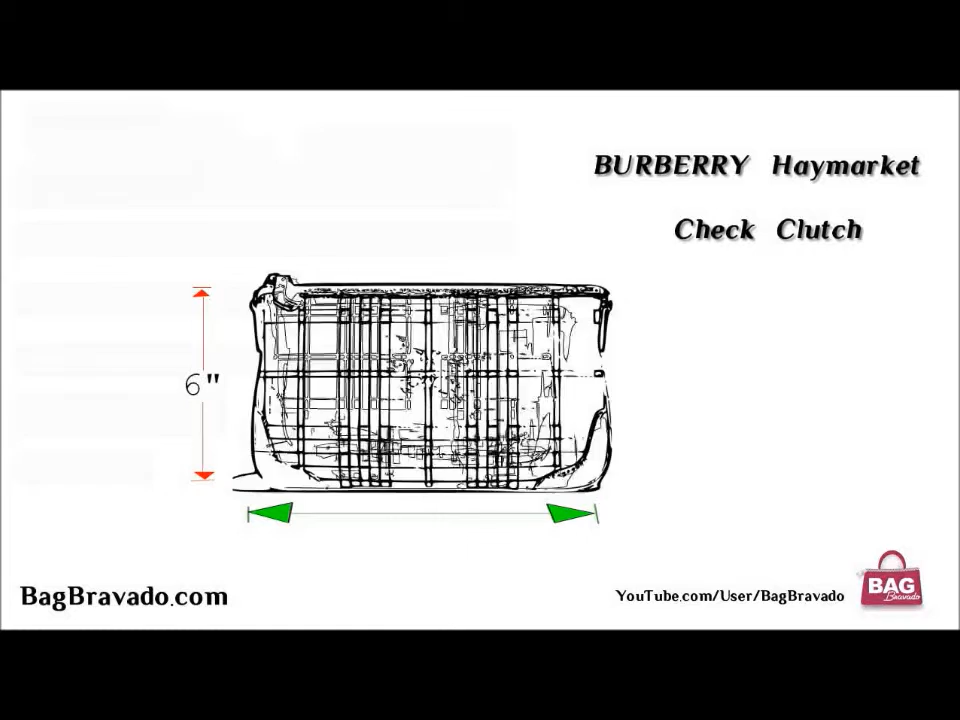 BURBERRY Haymarket
Check Clutch
6"
BagBravado.com
YouTube.com/User/BagBravado
BAG
Bravado